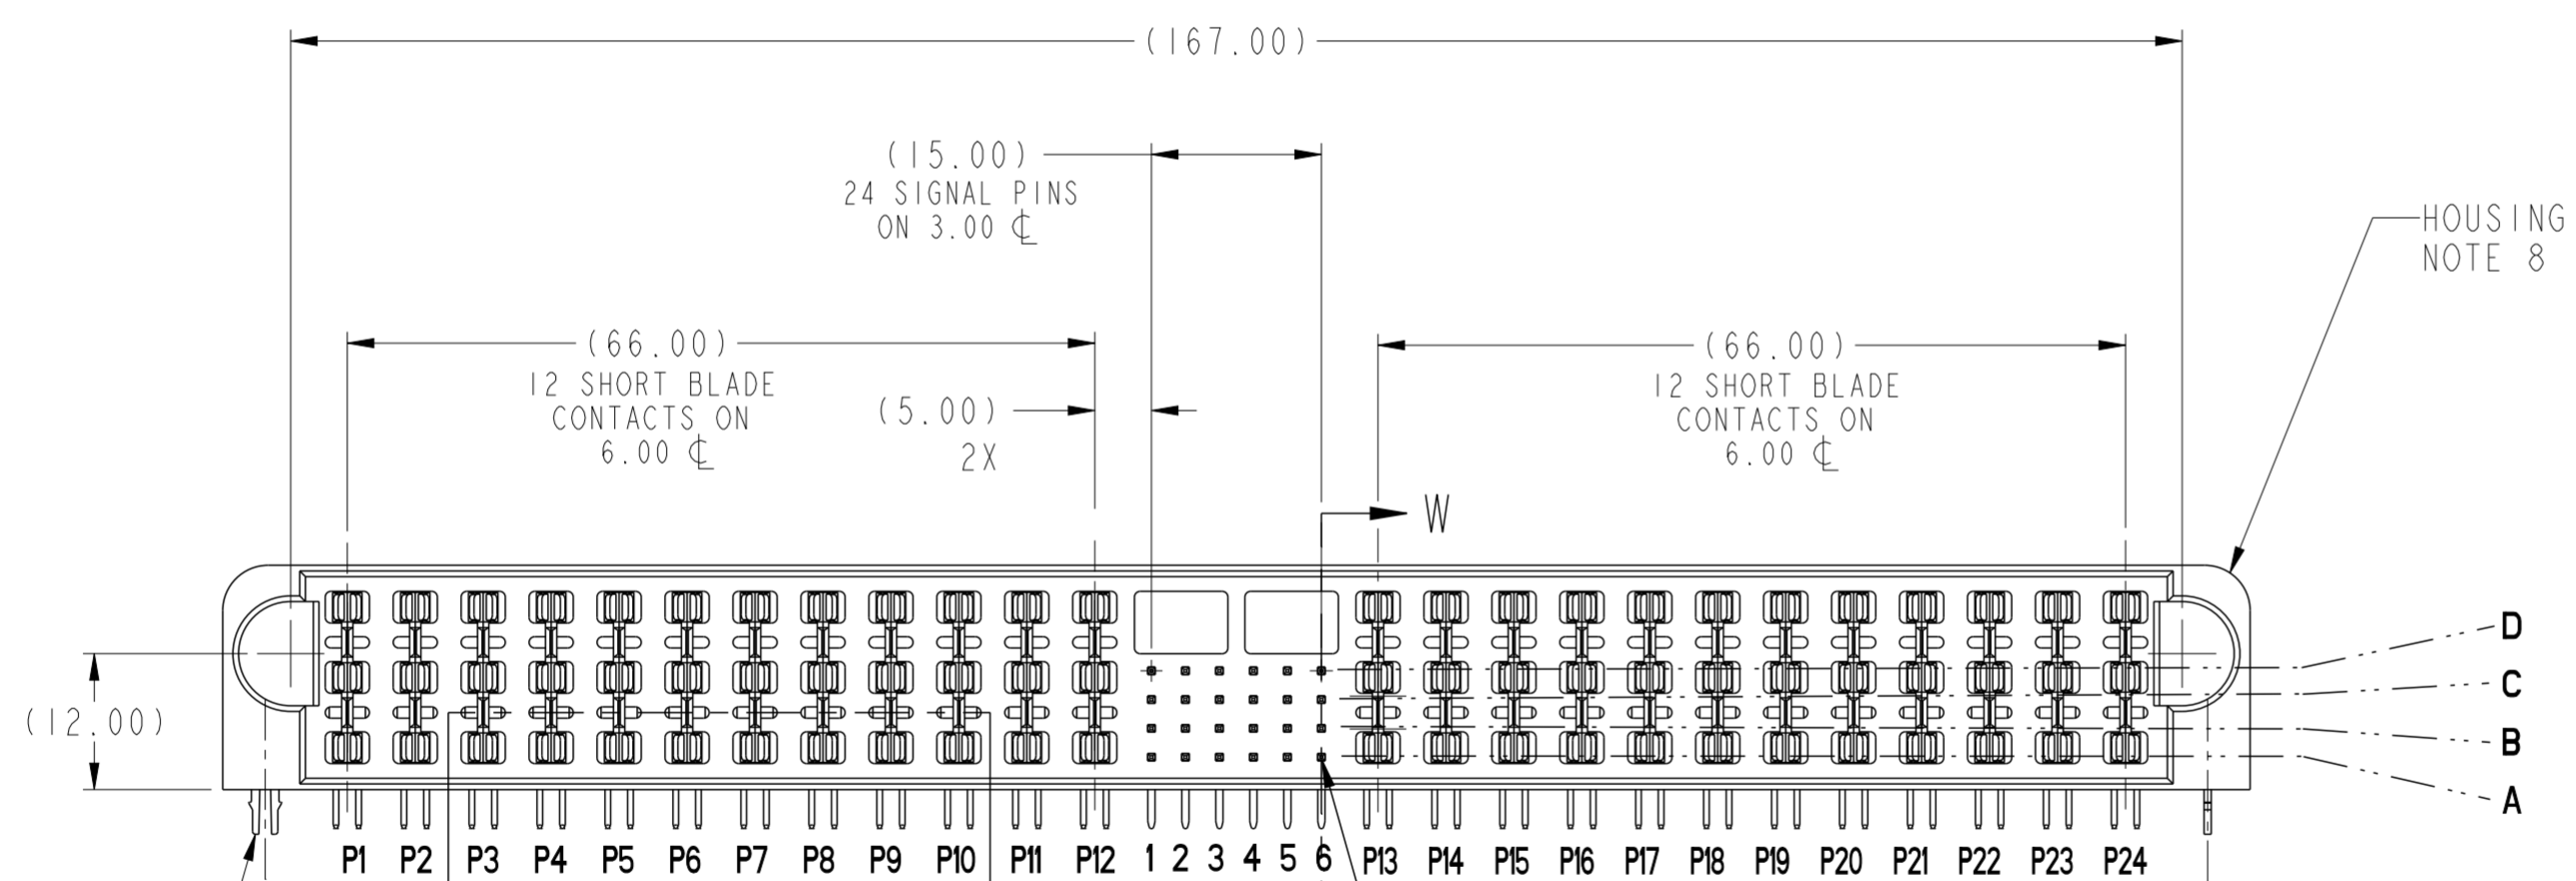 (167.00)
(15.00)
24 SIGNAL PINS
ON 3.00 ℄
HOUSING
NOTE 8
(66.00)
12 SHORT BLADE
CONTACTS ON
6.00 ℄
(5.00)
2X
(66.00)
12 SHORT BLADE
CONTACTS ON
6.00 ℄
W
D
C
(12.00)
B
A
P1 P2 P3 P4 P5 P6 P7 P8 P9 P10 P11 P12 1 2 3 4 5 6 P13 P14 P15 P16 P17 P18 P19 P20 P21 P22 P23 P24